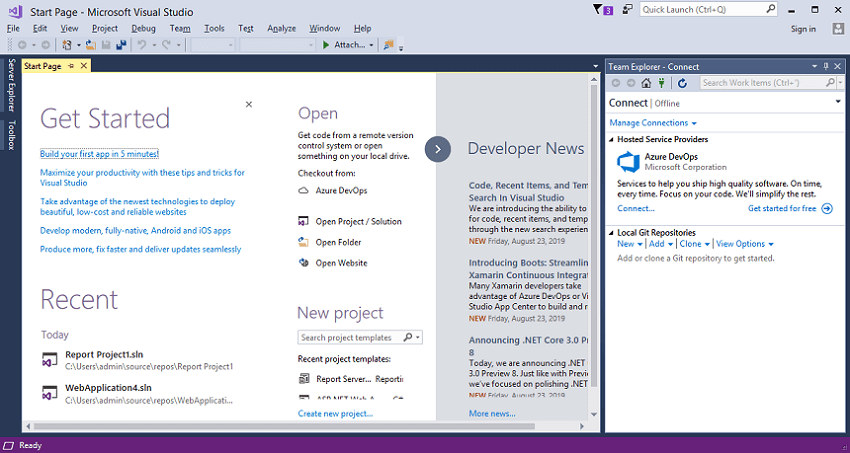 Start Page - Microsoft Visual Studio
3
Quick Launch (Ctrl+Q)
File Edit View Project Debug Team Tools Test Analyze Window Help
Sign in
Attach...
Server Explorer
Toolbox
Start Page
Get Started
Build your first app in 5 minutes!
Maximize your productivity with these tips and tricks for
Visual Studio
Take advantage of the newest technologies to deploy
beautiful, low-cost and reliable websites
Develop modern, fully-native, Android and iOS apps
Produce more, fix faster and deliver updates seamlessly
Recent
Today
Report Project1.sln
C:\Users\admin\source\repos\Report Project1
WebApplication4.sln
C:\Users\admin\source\repos\WebApplicati...
Open
Get code from a remote version
control system or open
something on your local drive.
Checkout from:
Azure DevOps
Open Project / Solution
Open Folder
Open Website
New project
Search project templates
Recent project templates:
Report Server... Reportin
ASP.NET Web A...
Create new project...
Developer News
Code, Recent Items, and Tem
Search In Visual Studio
We are introducing the ability to
for code, recent items, and temp
through the new search experien
NEW Friday, August 23, 2019
Introducing Boots: Streamlin
Xamarin Continuous Integrat
Many Xamarin developers take
advantage of Azure DevOps or Vi
Studio App Center to build and r
NEW Friday, August 23, 2019
Announcing .NET Core 3.0 P
8
Today, we are announcing .NET
3.0 Preview 8. Just like with Previe
we've focused on polishing .NET
NEW Friday, August 23, 2019
More news...
Team Explorer - Connect
Search Work Items (Ctrl+')
Connect | Offline
Manage Connections
Hosted Service Providers
Azure DevOps
Microsoft Corporation
Services to help you ship high quality software. On time,
every time. Focus on your code. We'll simplify the rest.
Connect... Get started for free
Local Git Repositories
New Add Clone View Options
Add or clone a Git repository to get started.
Ready